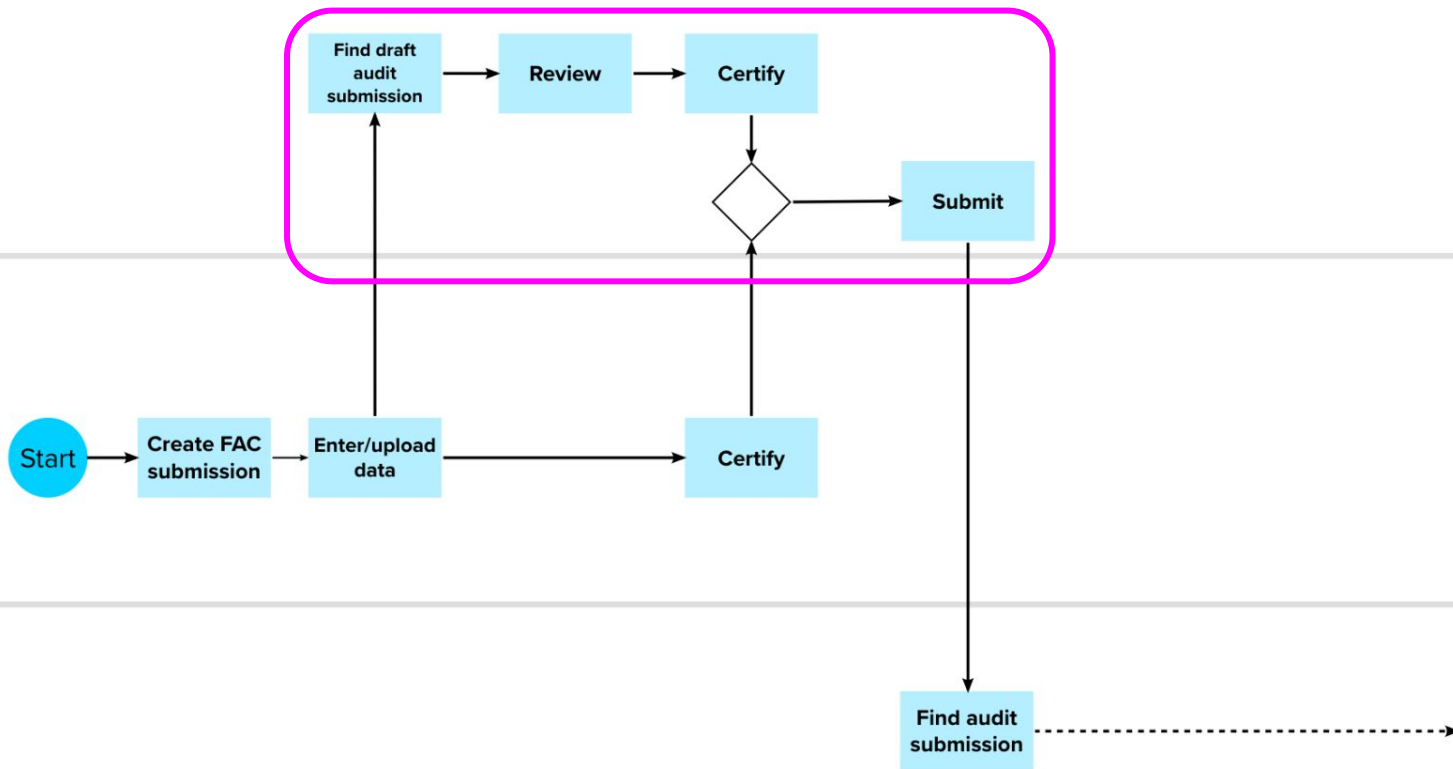 Find draft
audit
submission
Review
Certify
Submit
Start
Create FAC
submission
Enter/upload
data
Certify
Find audit
submission